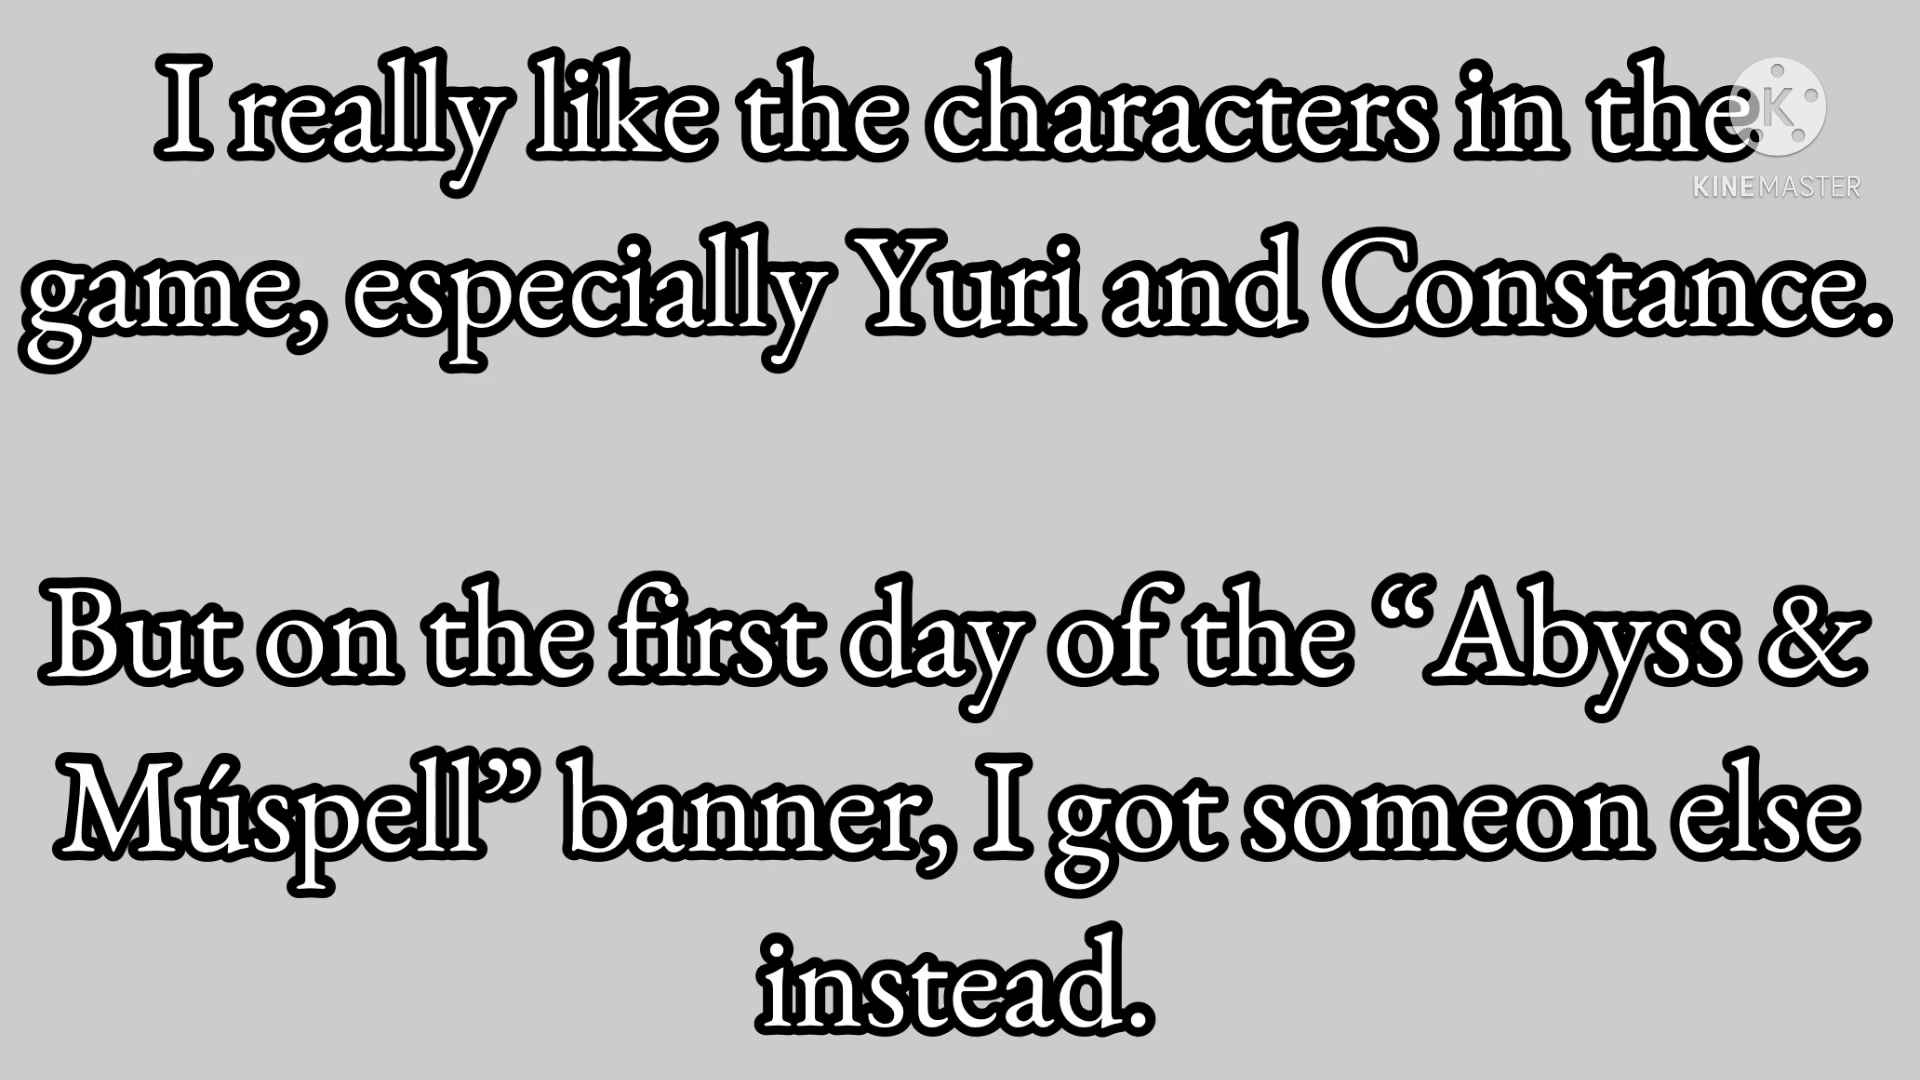 I really like the characters in the
K
KINEMASTER
game, especially Yuri and Constance.
But on the first day of the “Abyss &
Múspell” banner, I got someon else
instead.